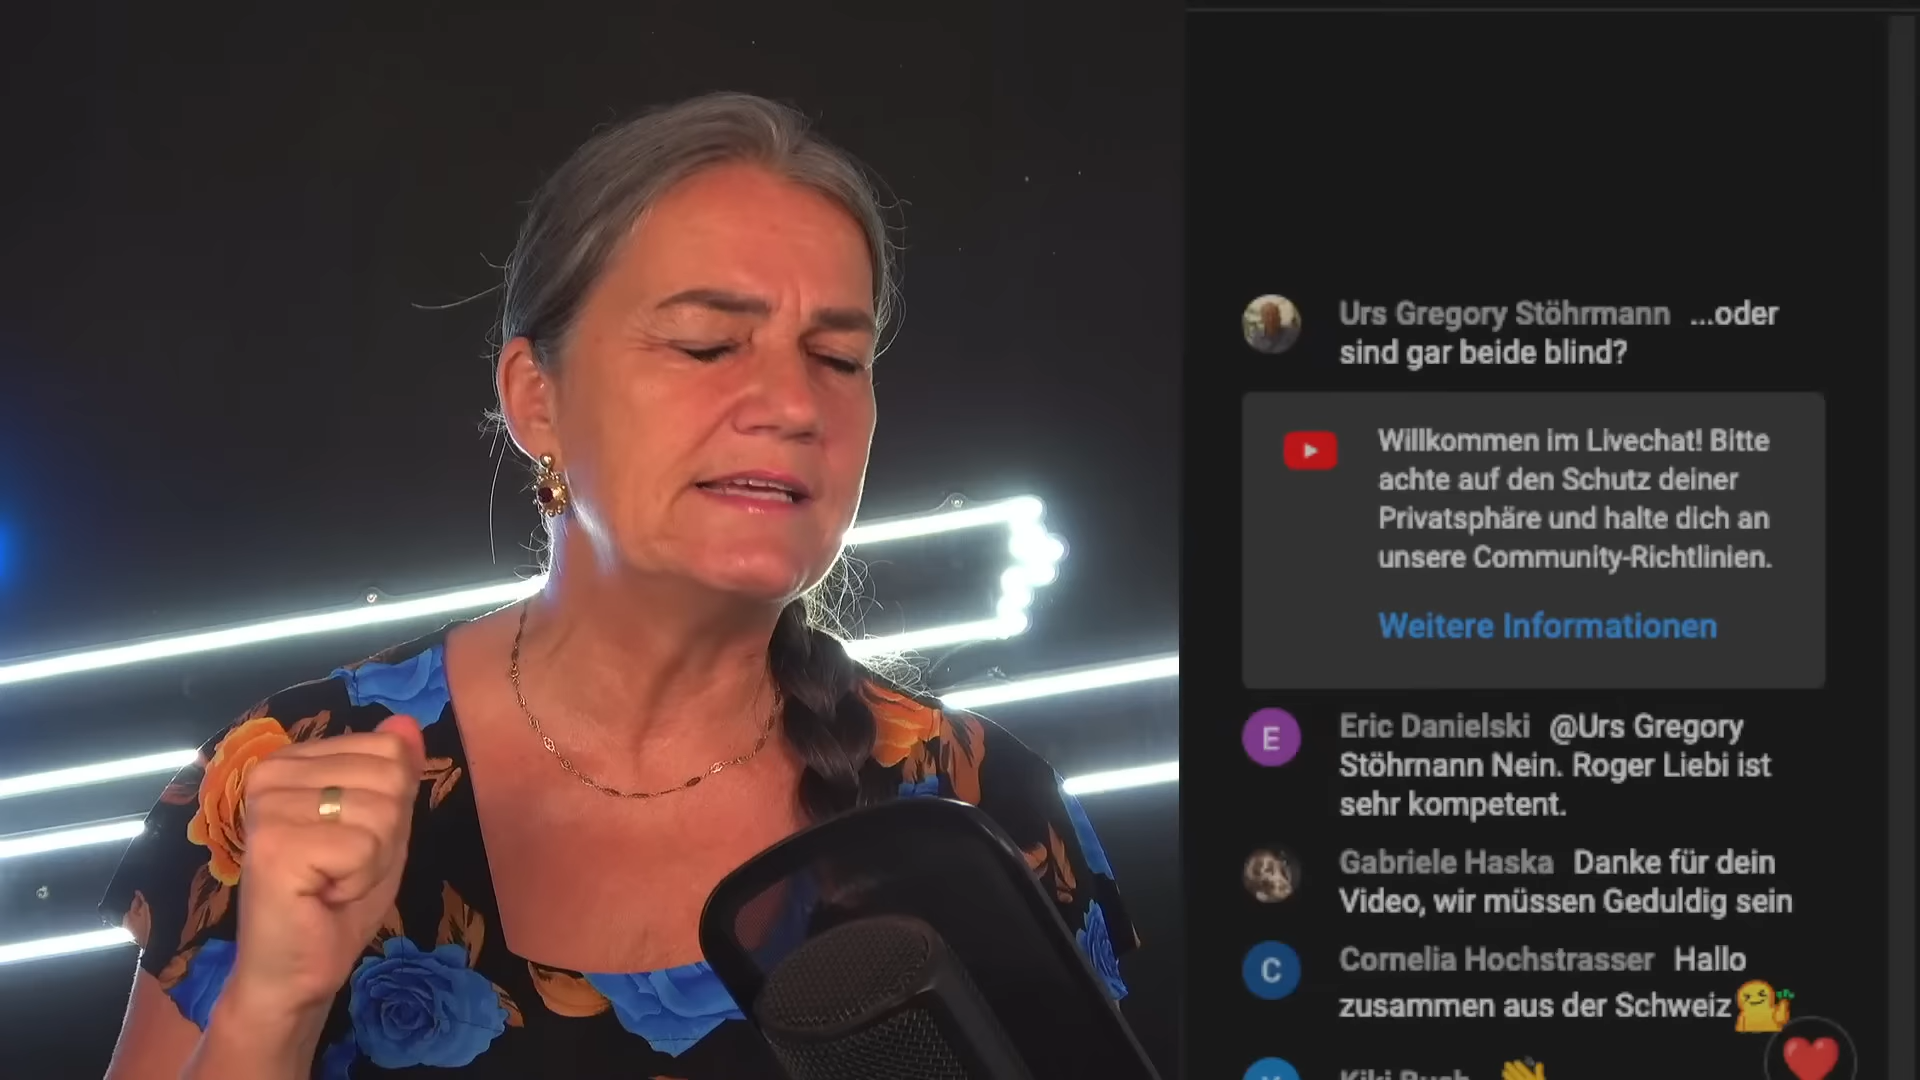 Urs Gregory Stöhrmann ...oder
sind gar beide blind?
Willkommen im Livechat! Bitte
achte auf den Schutz deiner
Privatsphäre und halte dich an
unsere Community-Richtlinien.
Weitere Informationen
E
Eric Danielski @Urs Gregory
Stöhrmann Nein. Roger Liebi ist
sehr kompetent.
Gabriele Haska Danke für dein
Video, wir müssen Geduldig sein
C
Cornelia Hochstrasser Hallo
zusammen aus der Schweiz